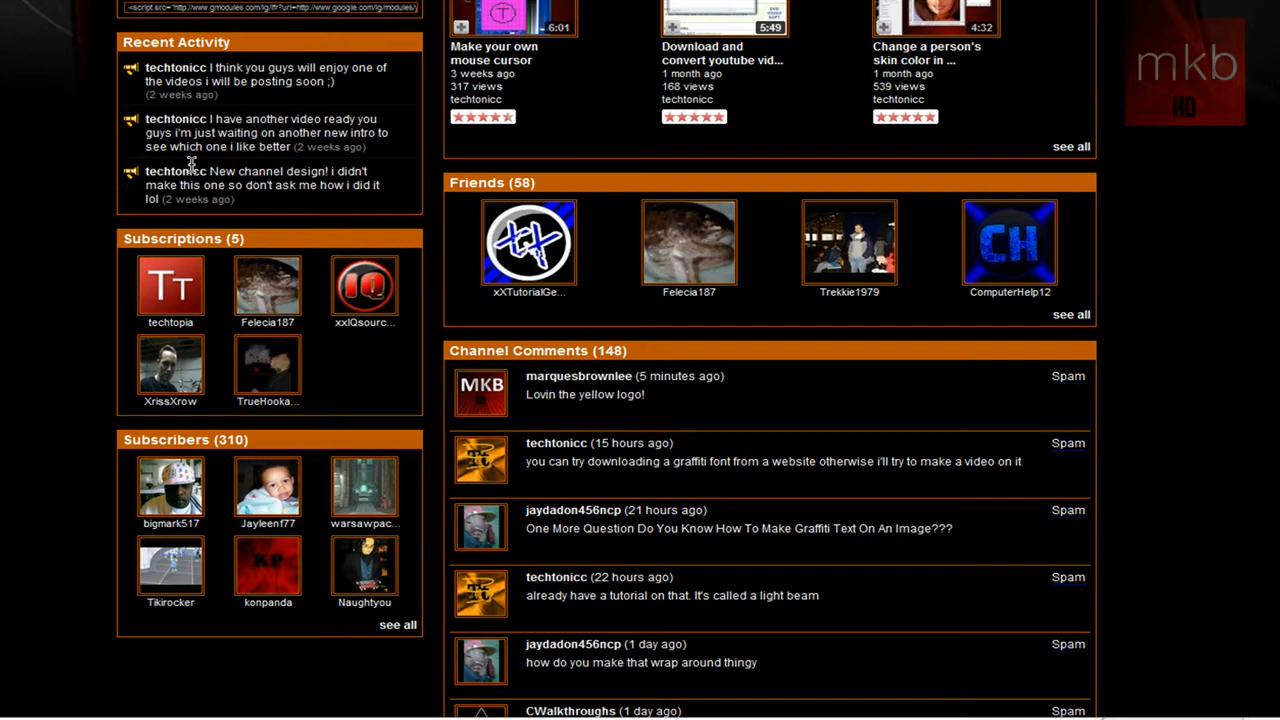 <script src="http://www.gmodules.com/ig/ifr?url=http://www.google.com/ig/modules/y
Recent Activity
techtonicc I think you guys will enjoy one of
the videos i will be posting soon ;)
(2 weeks ago)
techtonicc I have another video ready you
guys i'm just waiting on another new intro to
see which one i like better (2 weeks ago)
techtonicc New channel design! i didn't
make this one so don't ask me how i did it
lol (2 weeks ago)
Subscriptions (5)
Tt
IQ
techtopia
Felecia187
xxIQsourc...
XrissXrow
TrueHooka...
Subscribers (310)
bigmark517
Jayleenf77
warsawpac...
KP
Tikirocker
konpanda
Naughtyou
see all
6:01
5:49
4:32
Make your own
mouse cursor
3 weeks ago
317 views
techtonicc
Download and
convert youtube vid...
1 month ago
168 views
techtonicc
Change a person's
skin color in ...
1 month ago
539 views
techtonicc
see all
Friends (58)
tX
CH
xXTutorialGe...
Felecia187
Trekkie1979
ComputerHelp12
see all
Channel Comments (148)
MKB
marquesbrownlee (5 minutes ago)
Spam
Lovin the yellow logo!
techtonicc (15 hours ago)
Spam
you can try downloading a graffiti font from a website otherwise i'll try to make a video on it
jaydadon456ncp (21 hours ago)
Spam
One More Question Do You Know How To Make Graffiti Text On An Image???
techtonicc (22 hours ago)
Spam
already have a tutorial on that. It's called a light beam
jaydadon456ncp (1 day ago)
Spam
how do you make that wrap around thingy
CWalkthroughs (1 day ago)
Spam
mkb
HD